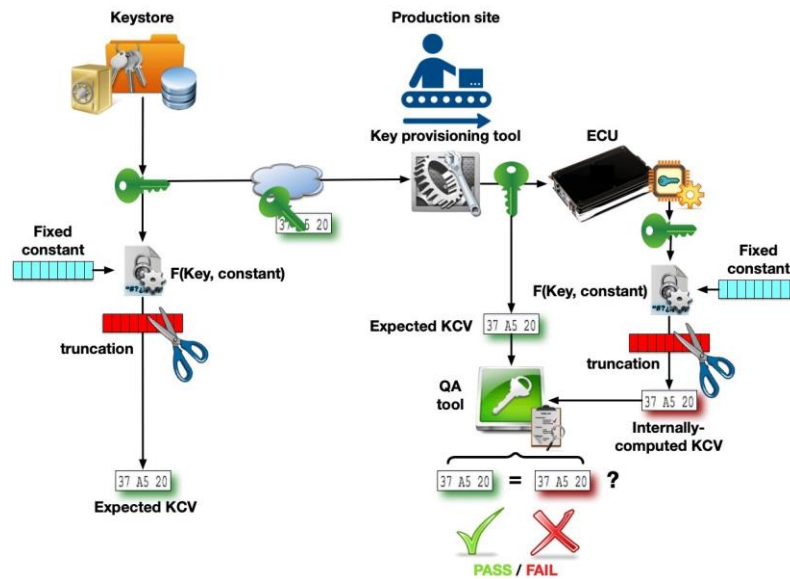 Keystore
Production site
Key provisioning tool
ECU
37 A5 20
Fixed
constant
F(Key, constant)
truncation
37 A5 20
Expected KCV
Expected KCV
37 A5 20
QA
tool
Fixed
constant
F(Key, constant)
truncation
37 A5 20
Internally-
computed KCV
37 A5 20 = 37 A5 20 ?
PASS / FAIL